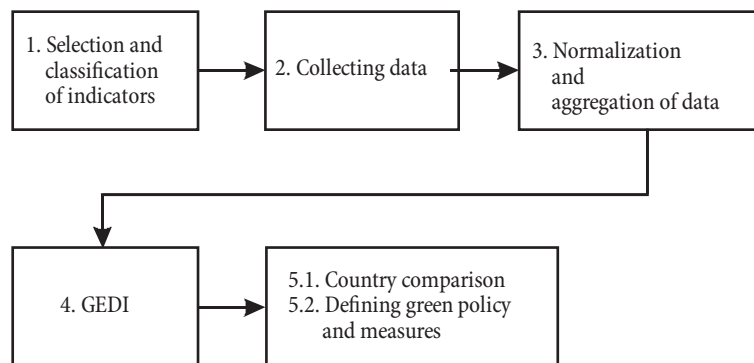 1. Selection and
classification
of indicators
2. Collecting data
3. Normalization
and
aggregation of data
4. GEDI
5.1. Country comparison
5.2. Defining green policy
and measures